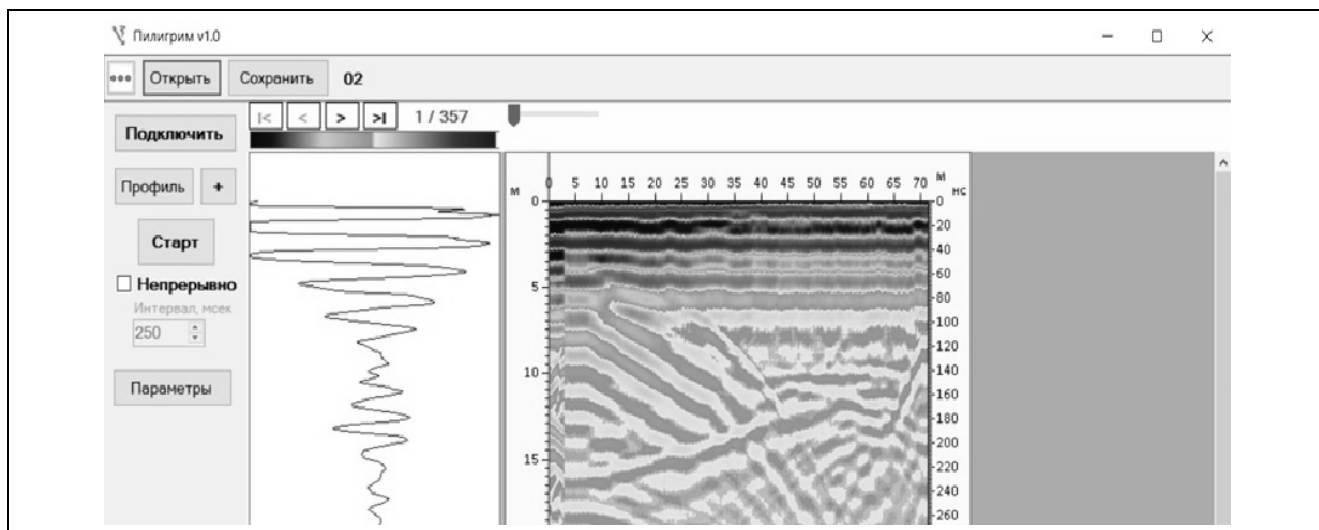 Пилигрим v1.0
Открыть Сохранить 02
Подключить |< < > >| 1 / 357
Профиль +
Старт
Непрерывно
Интервал, мсек
250
Параметры
м 0 5 10 15 20 25 30 35 40 45 50 55 60 65 70 м нс
0 0
20
40
60
5 80
100
120
10 140
160
180
200
15 220
240
260